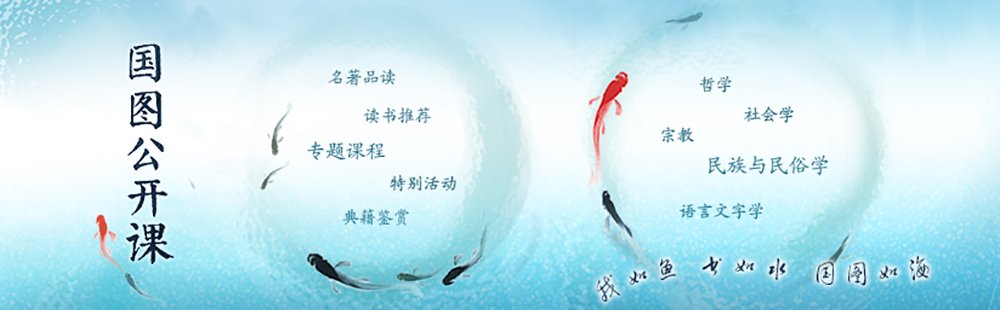 国图公开课
名著品读
读书推荐
专题课程
特别活动
典籍鉴赏
哲学
社会学
宗教
民族与民俗学
语言文字学
我如鱼 书如水 国图如海